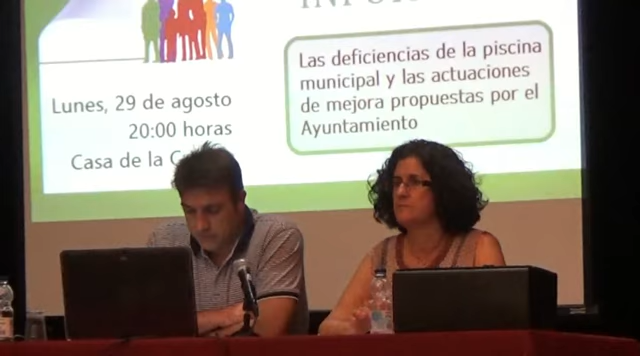 Lunes, 29 de agosto
20:00 horas
Casa de la
Las deficiencias de la piscina
municipal y las actuaciones
de mejora propuestas por el
Ayuntamiento